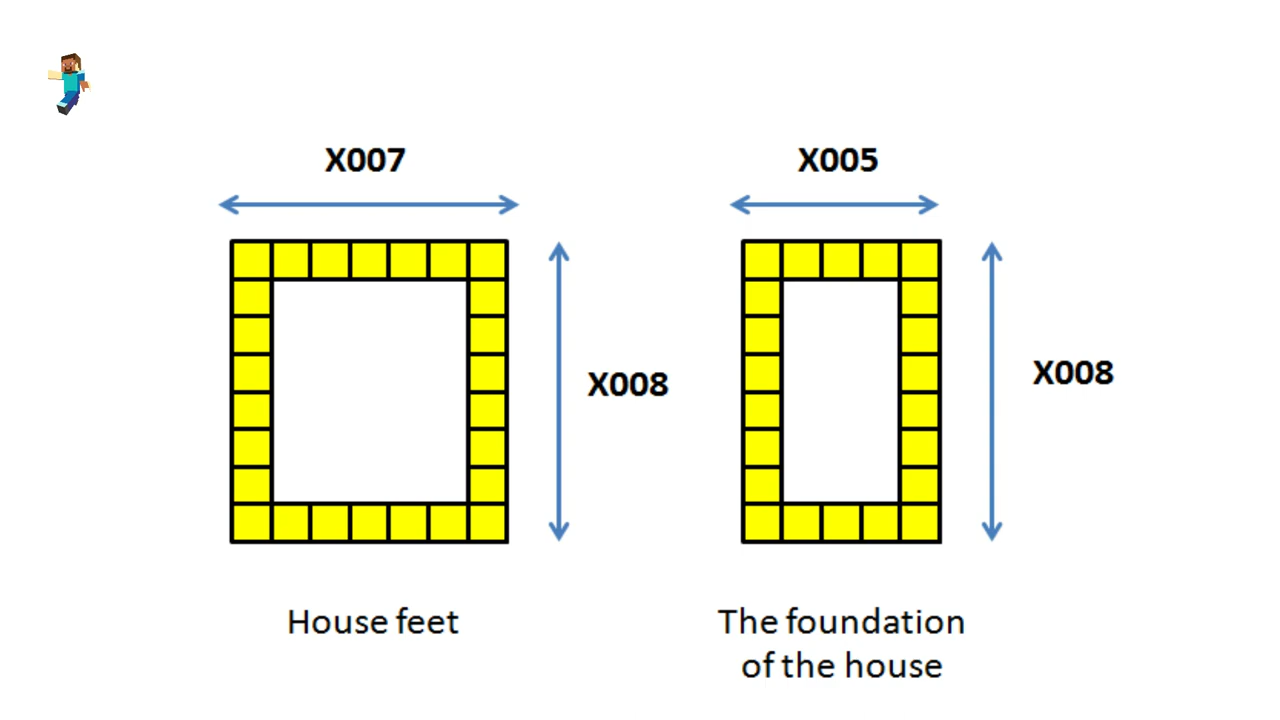 X007
X005
X008
X008
House feet
The foundation
of the house